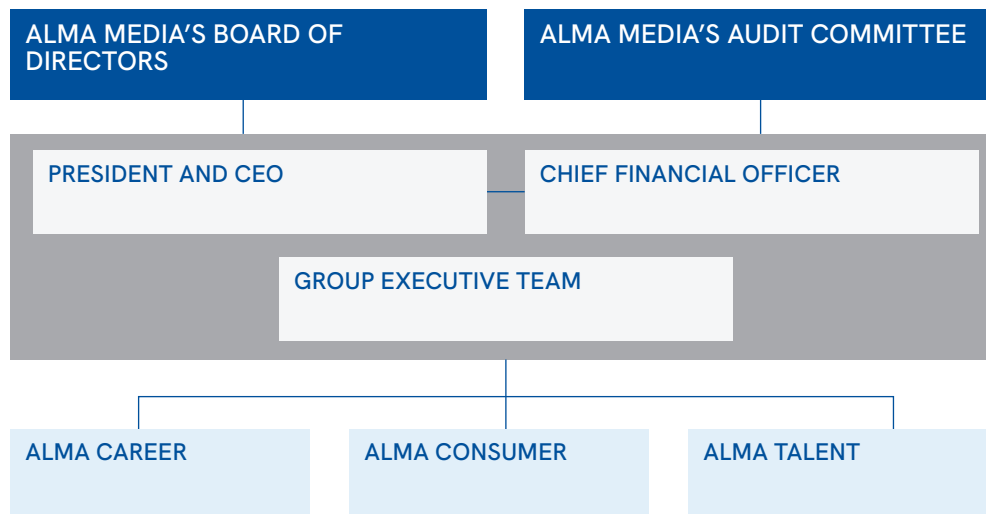 ALMA MEDIA’S BOARD OF
DIRECTORS
ALMA MEDIA’S AUDIT COMMITTEE
PRESIDENT AND CEO
CHIEF FINANCIAL OFFICER
GROUP EXECUTIVE TEAM
ALMA CAREER
ALMA CONSUMER
ALMA TALENT